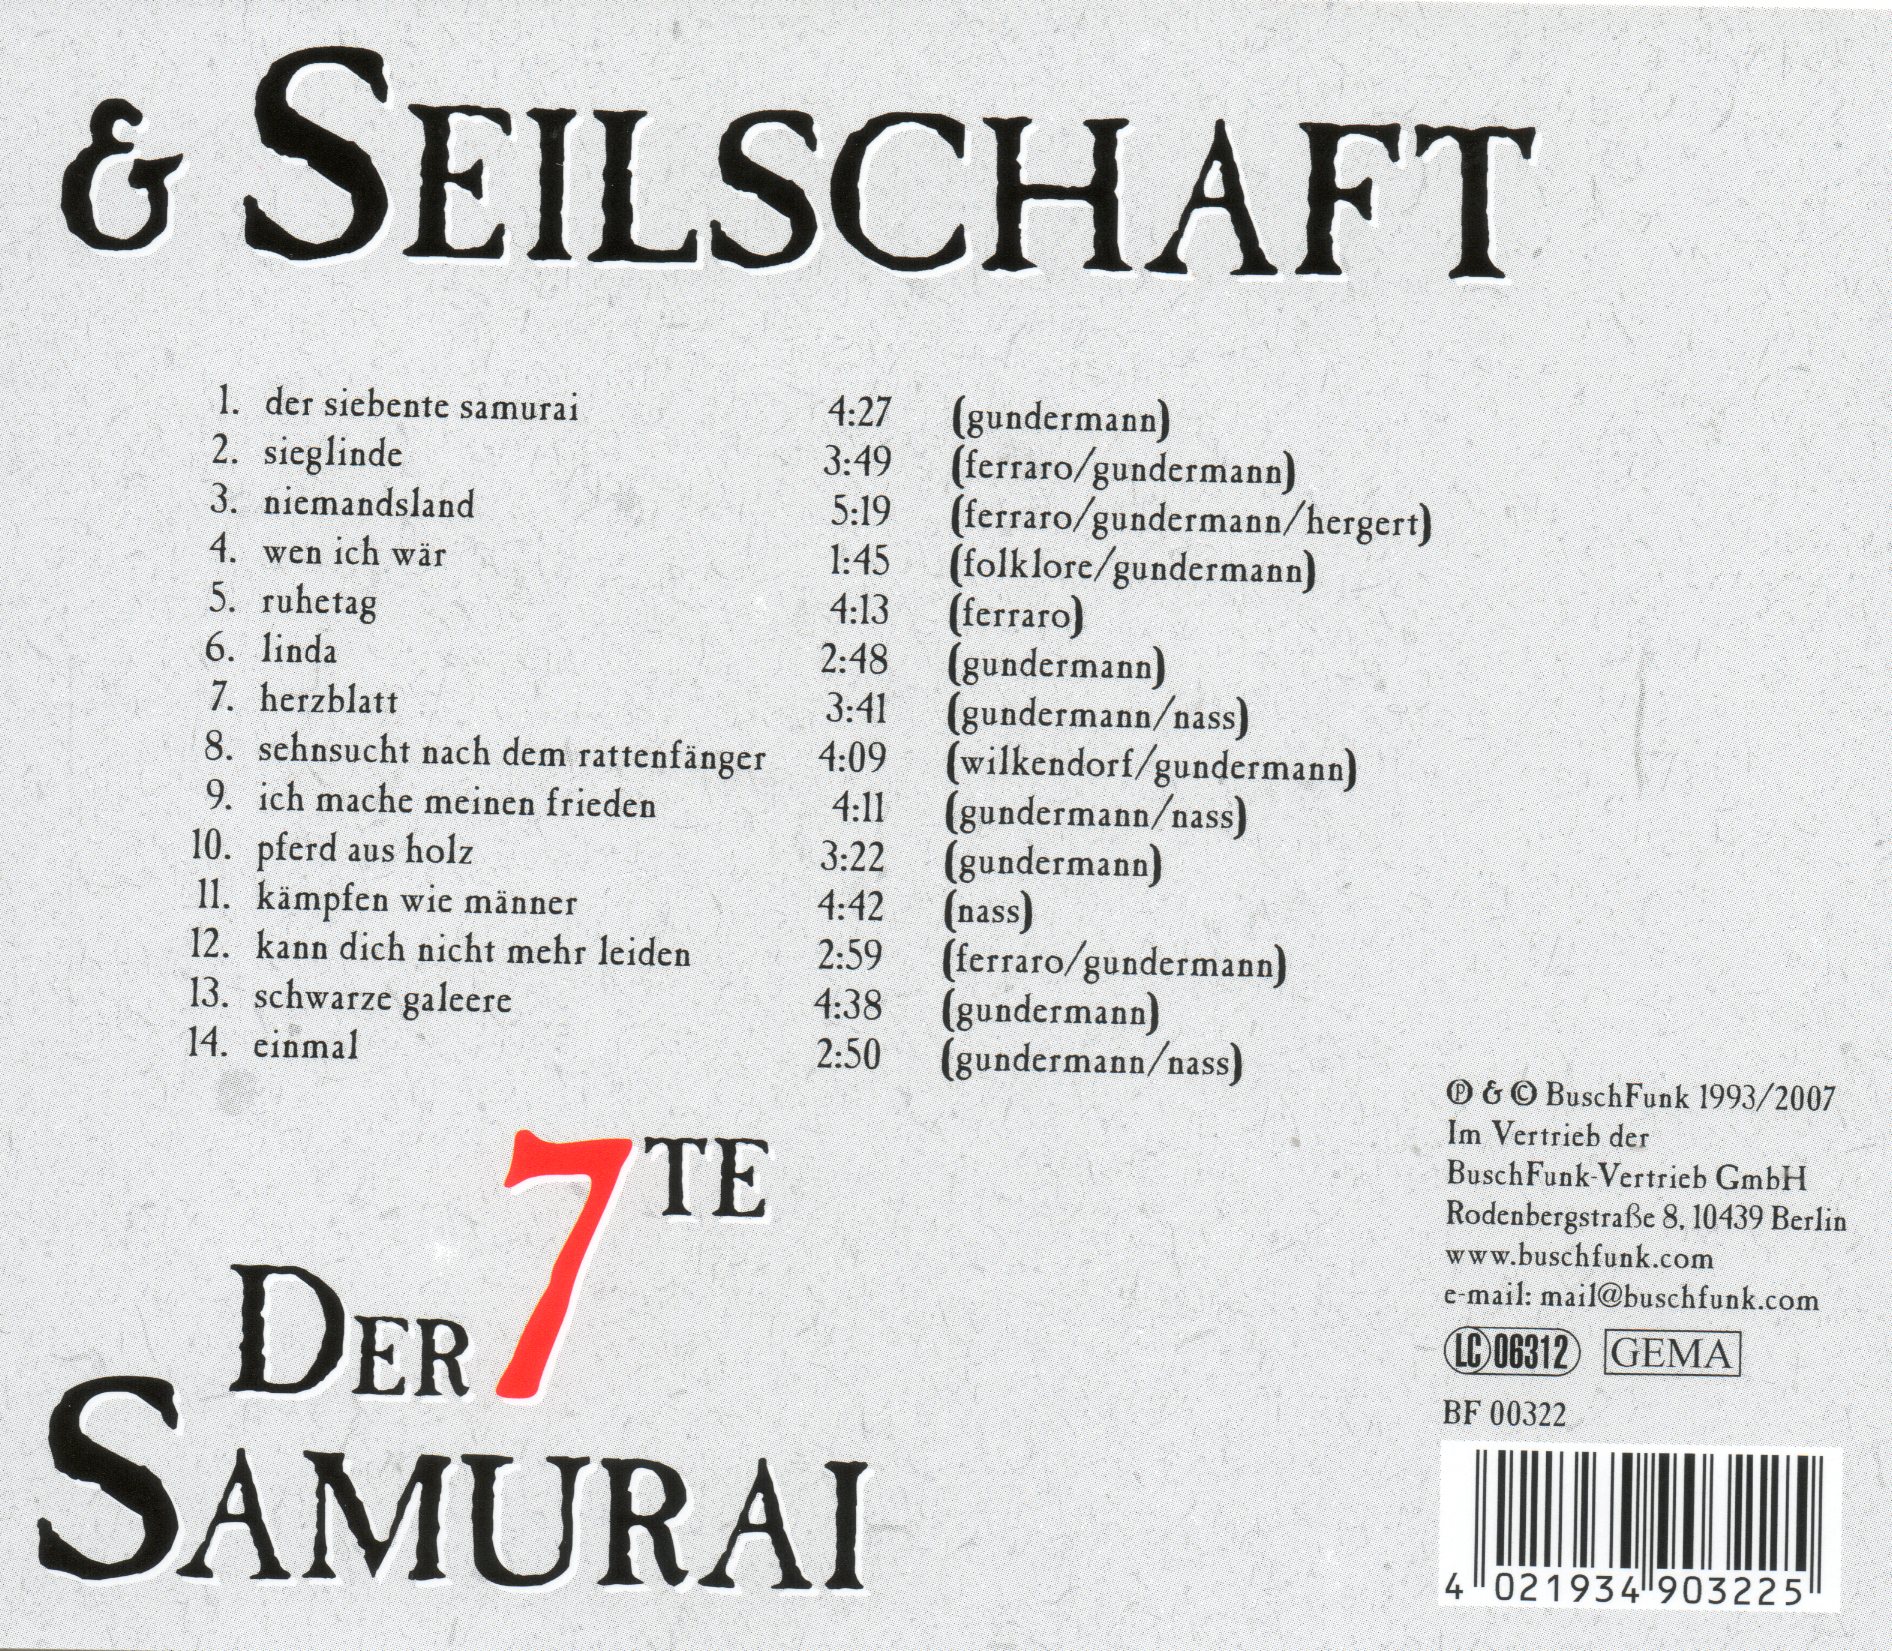 & SEILSCHAFT
1. der siebente samurai 4:27 (gundermann)
2. sieglinde 3:49 (ferraro/gundermann)
3. niemandsland 5:19 (ferraro/gundermann/hergert)
4. wen ich wär 1:45 (folklore/gundermann)
5. ruhetag 4:13 (ferraro)
6. linda 2:48 (gundermann)
7. herzblatt 3:41 (gundermann/nass)
8. sehnsucht nach dem rattenfänger 4:09 (wilkendorf/gundermann)
9. ich mache meinen frieden 4:11 (gundermann/nass)
10. pferd aus holz 3:22 (gundermann)
11. kämpfen wie männer 4:42 (nass)
12. kann dich nicht mehr leiden 2:59 (ferraro/gundermann)
13. schwarze galeere 4:38 (gundermann)
14. einmal 2:50 (gundermann/nass)
DER 7TE
SAMURAI
℗ & © BuschFunk 1993/2007
Im Vertrieb der
BuschFunk-Vertrieb GmbH
Rodenbergstraße 8, 10439 Berlin
www.buschfunk.com
e-mail: mail@buschfunk.com
LC 06312 GEMA
BF 00322
4 021934 903225